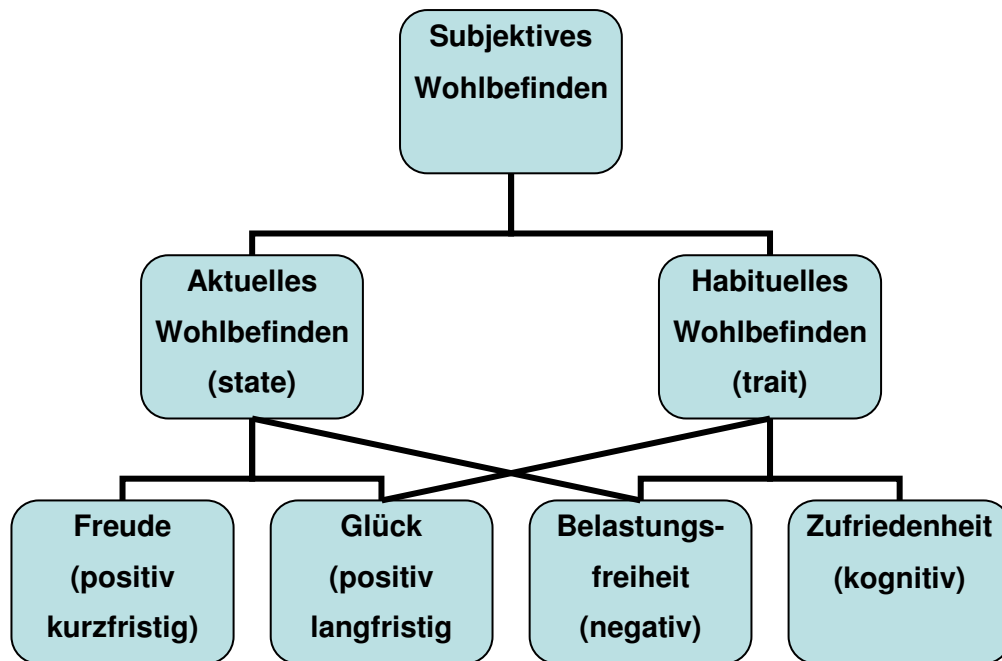 Subjektives
Wohlbefinden
Aktuelles
Wohlbefinden
(state)
Habituelles
Wohlbefinden
(trait)
Freude
(positiv
kurzfristig)
Glück
(positiv
langfristig
Belastungs-
freiheit
(negativ)
Zufriedenheit
(kognitiv)